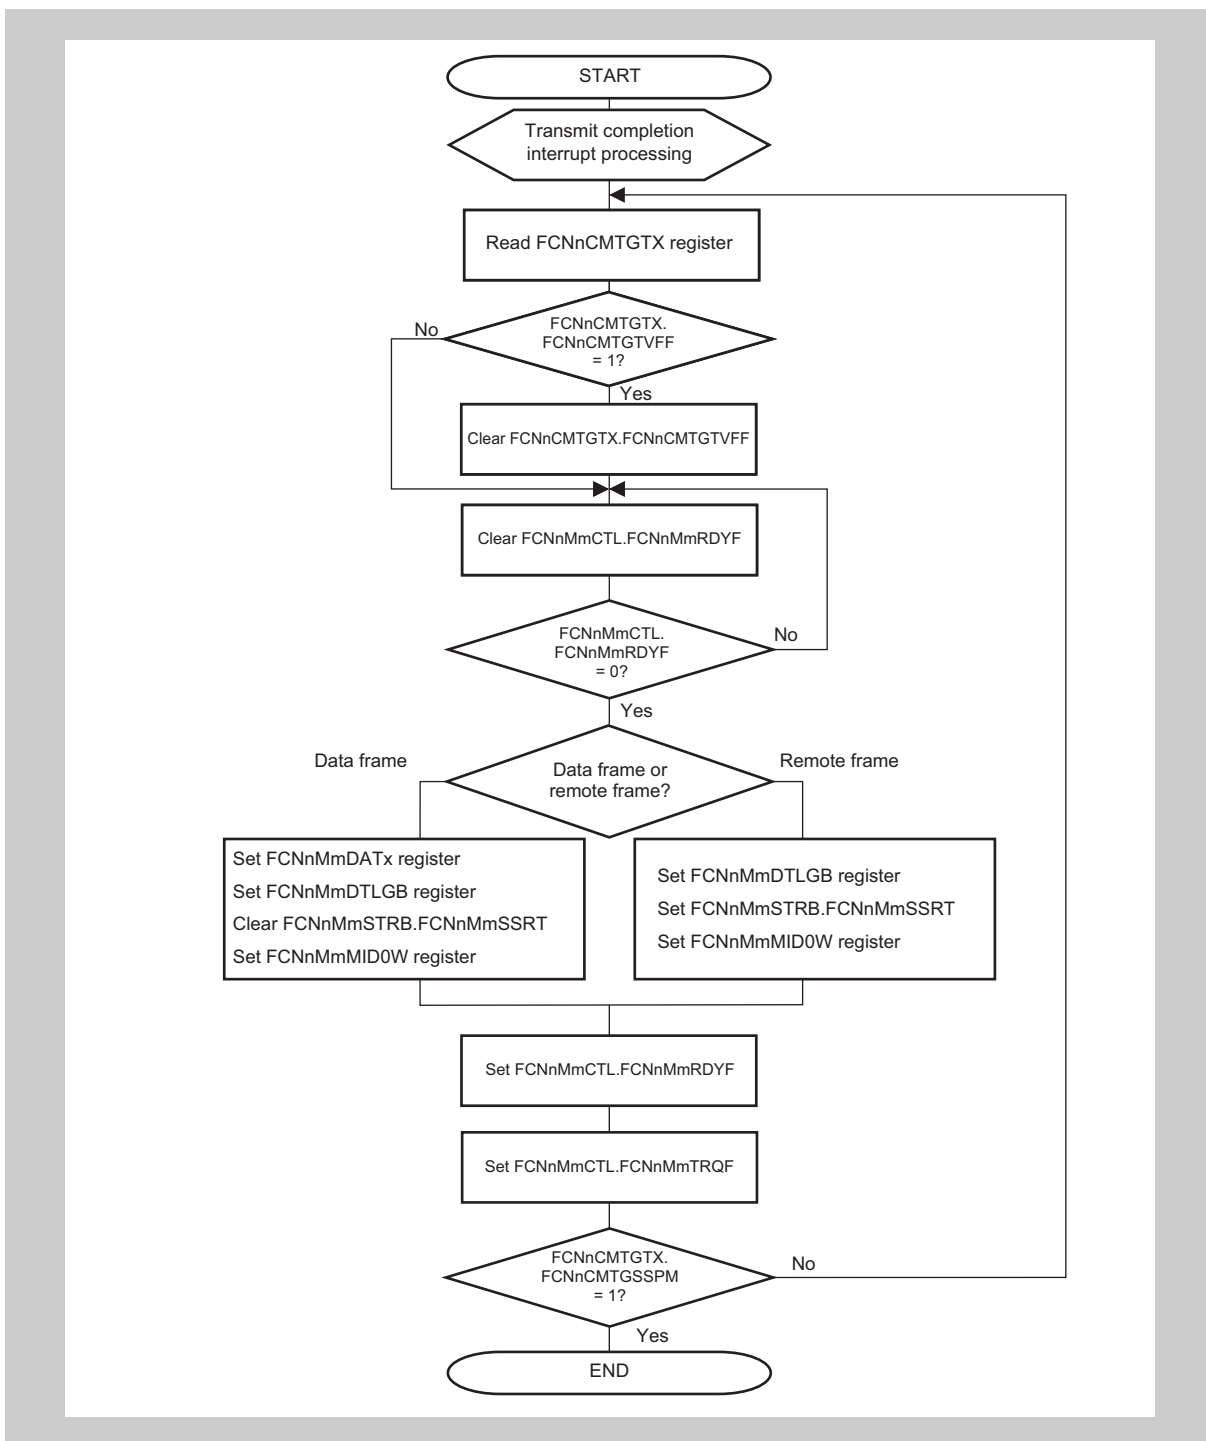 START
Transmit completion
interrupt processing
Read FCNnCMTGTX register
FCNnCMTGTX.
FCNnCMTGTVFF
= 1?
No
Yes
Clear FCNnCMTGTX.FCNnCMTGTVFF
Clear FCNnMmCTL.FCNnMmRDYF
FCNnMmCTL.
FCNnMmRDYF
= 0?
No
Yes
Data frame
Data frame or
remote frame?
Remote frame
Set FCNnMmDATx register
Set FCNnMmDTLGB register
Clear FCNnMmSTRB.FCNnMmSSRT
Set FCNnMmMID0W register
Set FCNnMmDTLGB register
Set FCNnMmSTRB.FCNnMmSSRT
Set FCNnMmMID0W register
Set FCNnMmCTL.FCNnMmRDYF
Set FCNnMmCTL.FCNnMmTRQF
FCNnCMTGTX.
FCNnCMTGSSPM
= 1?
No
Yes
END